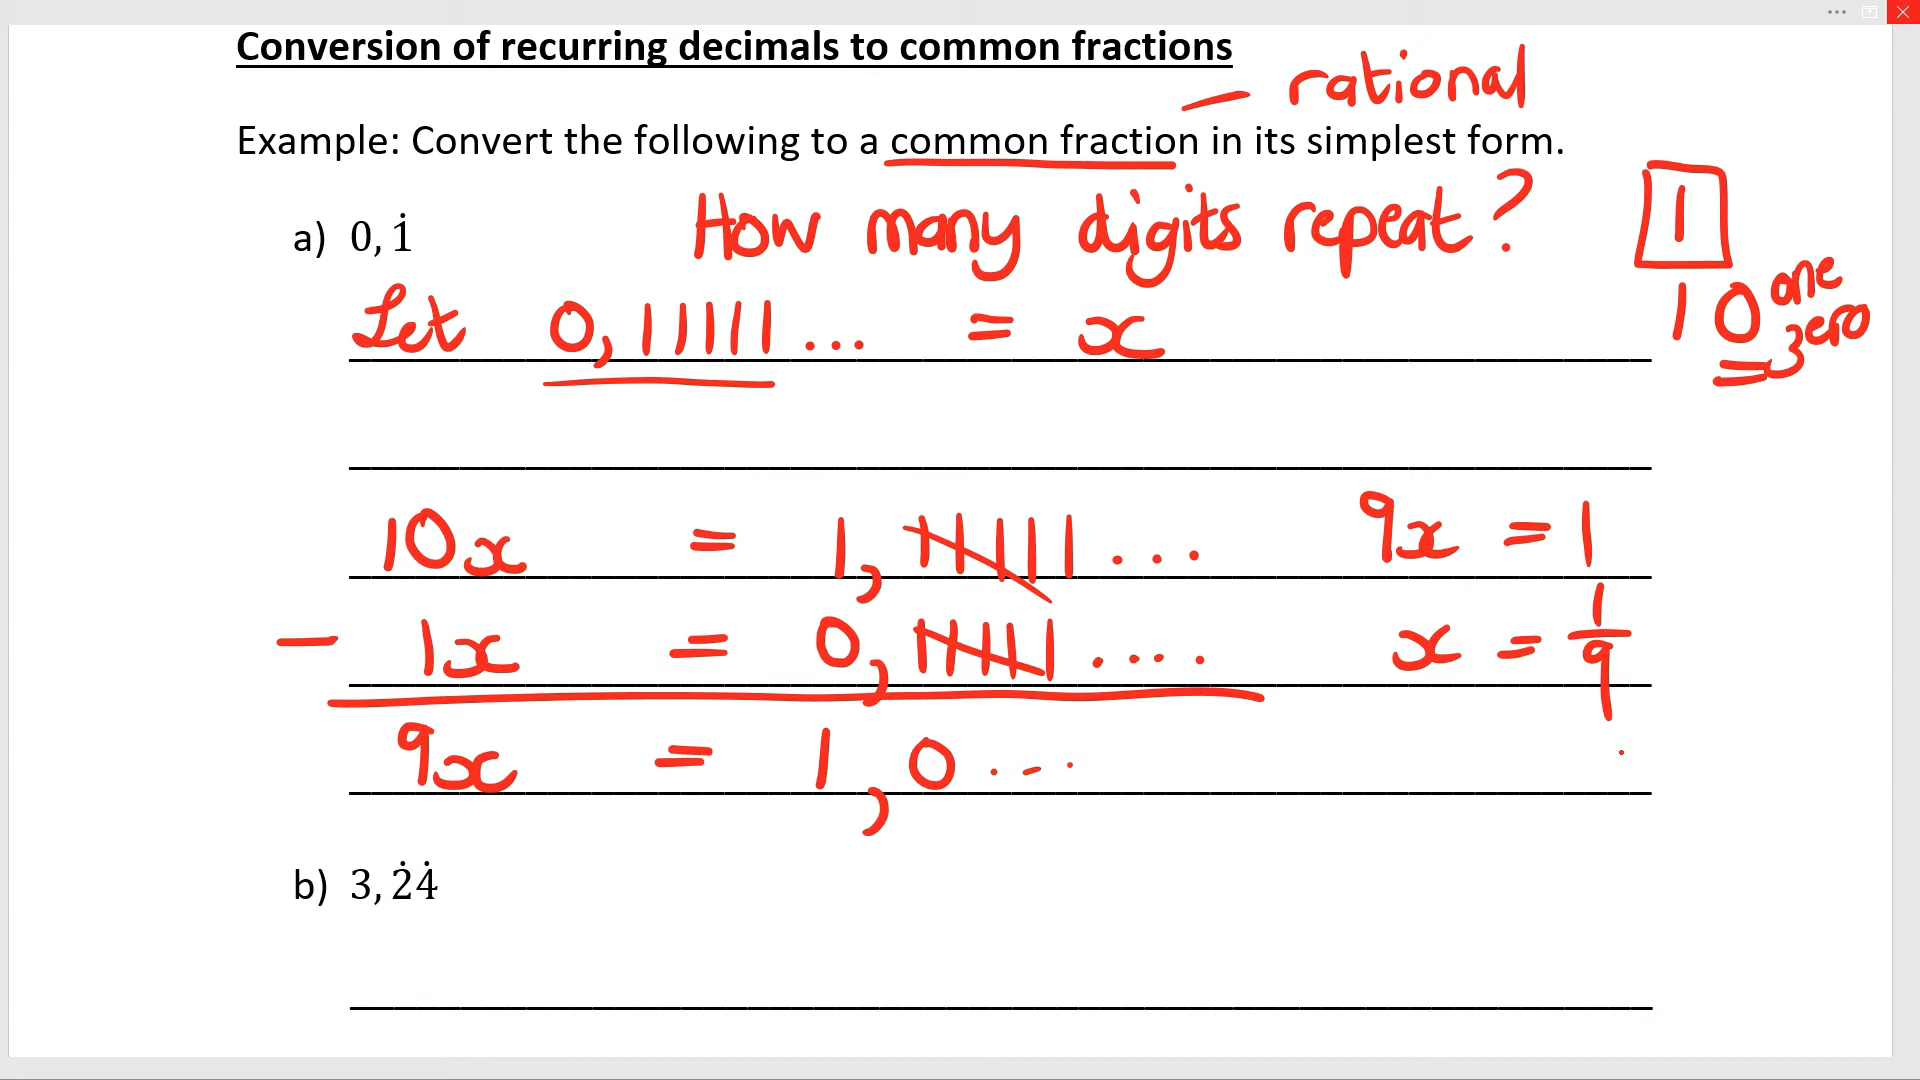 Conversion of recurring decimals to common fractions
— rational
Example: Convert the following to a common fraction in its simplest form.
a) 0,1̇
How many digits repeat?
1
10 one zero
Let 0,11111... = x
10x = 1,11111...
9x = 1
− 1x = 0,11111....
x = 1/9
9x = 1,0...
b) 3,2̇4̇